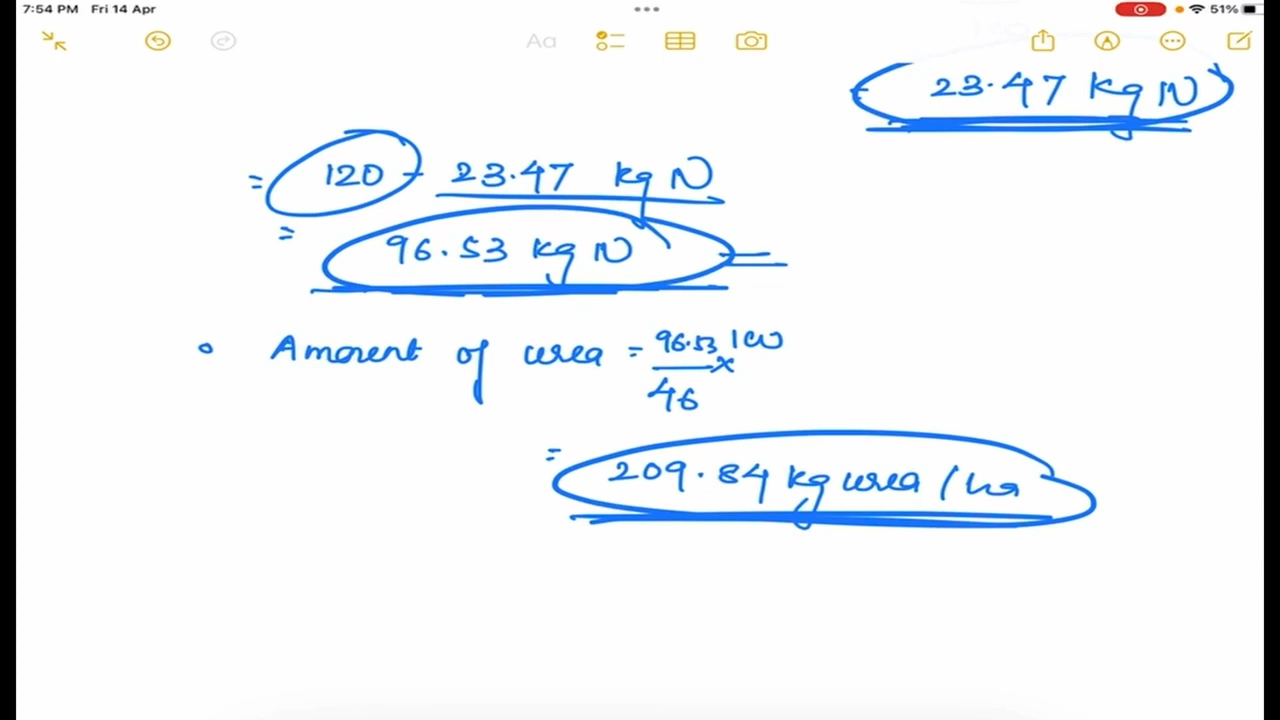 7:54 PM Fri 14 Apr
51%
Aa
= 23.47 kg N
= 120 - 23.47 kg N
= 96.53 kg N
• Amount of urea = 96.53 x 100
46
= 209.84 kg urea / ha